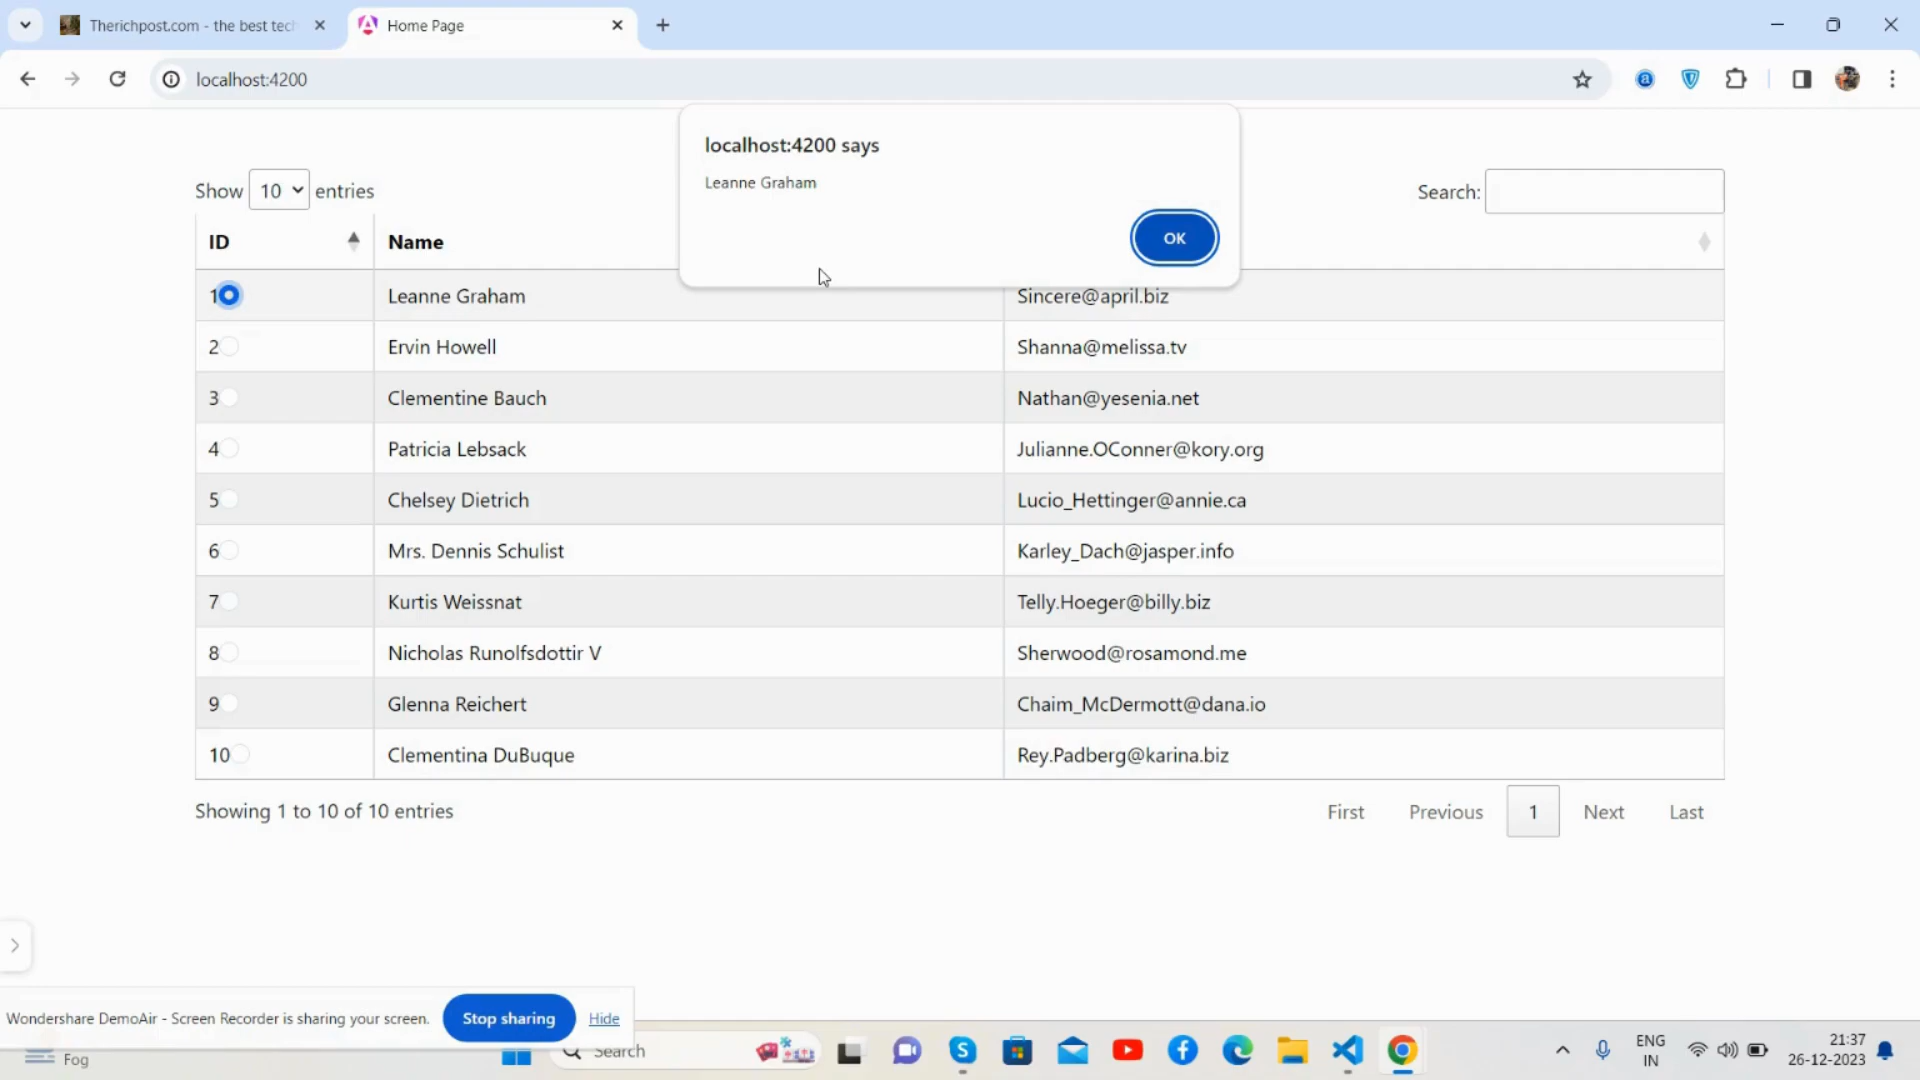 Therichpost.com - the best tec
Home Page
localhost:4200
localhost:4200 says
Leanne Graham
OK
Show 10 entries
Search:
ID Name
1 Leanne Graham Sincere@april.biz
2 Ervin Howell Shanna@melissa.tv
3 Clementine Bauch Nathan@yesenia.net
4 Patricia Lebsack Julianne.OConner@kory.org
5 Chelsey Dietrich Lucio_Hettinger@annie.ca
6 Mrs. Dennis Schulist Karley_Dach@jasper.info
7 Kurtis Weissnat Telly.Hoeger@billy.biz
8 Nicholas Runolfsdottir V Sherwood@rosamond.me
9 Glenna Reichert Chaim_McDermott@dana.io
10 Clementina DuBuque Rey.Padberg@karina.biz
Showing 1 to 10 of 10 entries
First Previous 1 Next Last
Wondershare DemoAir - Screen Recorder is sharing your screen. Stop sharing Hide
Fog
Search
ENG
IN
21:37
26-12-2023